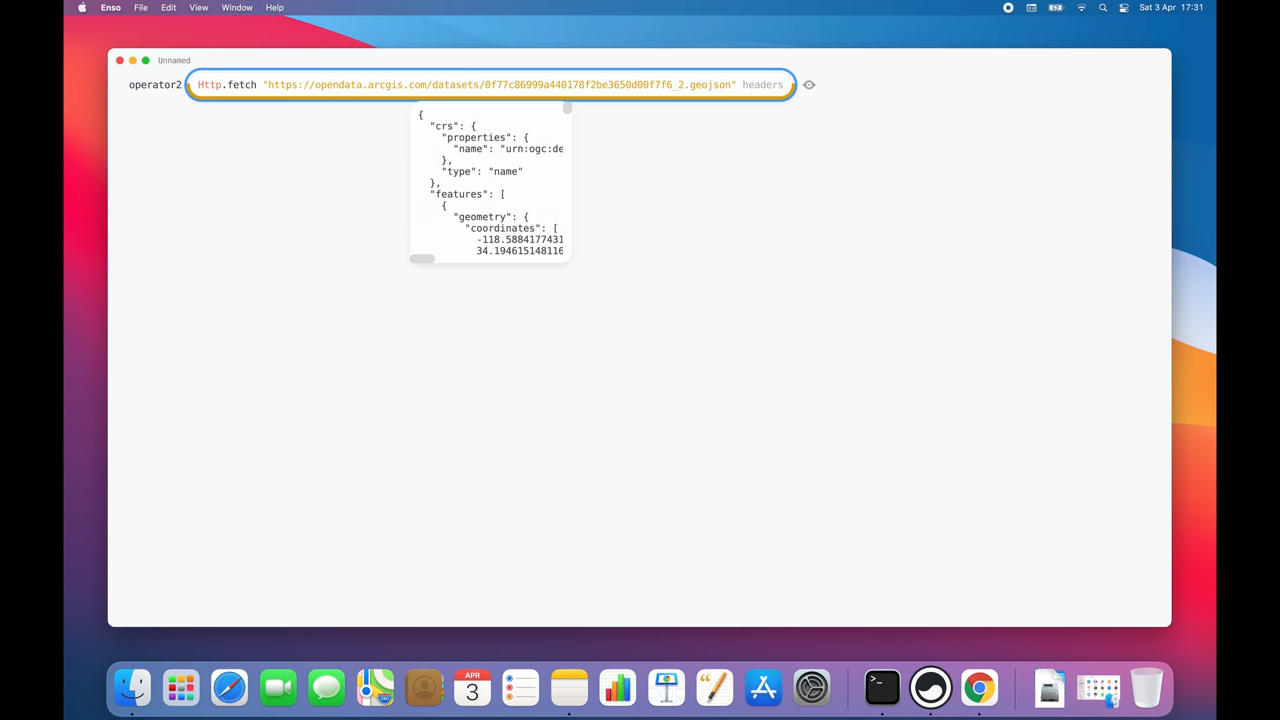 Enso File Edit View Window Help
Sat 3 Apr 17:31
Unnamed
operator2 Http.fetch "https://opendata.arcgis.com/datasets/0f77c86999a440178f2be3650d00f7f6_2.geojson" headers
{
"crs": {
"properties": {
"name": "urn:ogc:de
},
"type": "name"
},
"features": [
{
"geometry": {
"coordinates": [
-118.5884177431
34.194615148116
APR
3